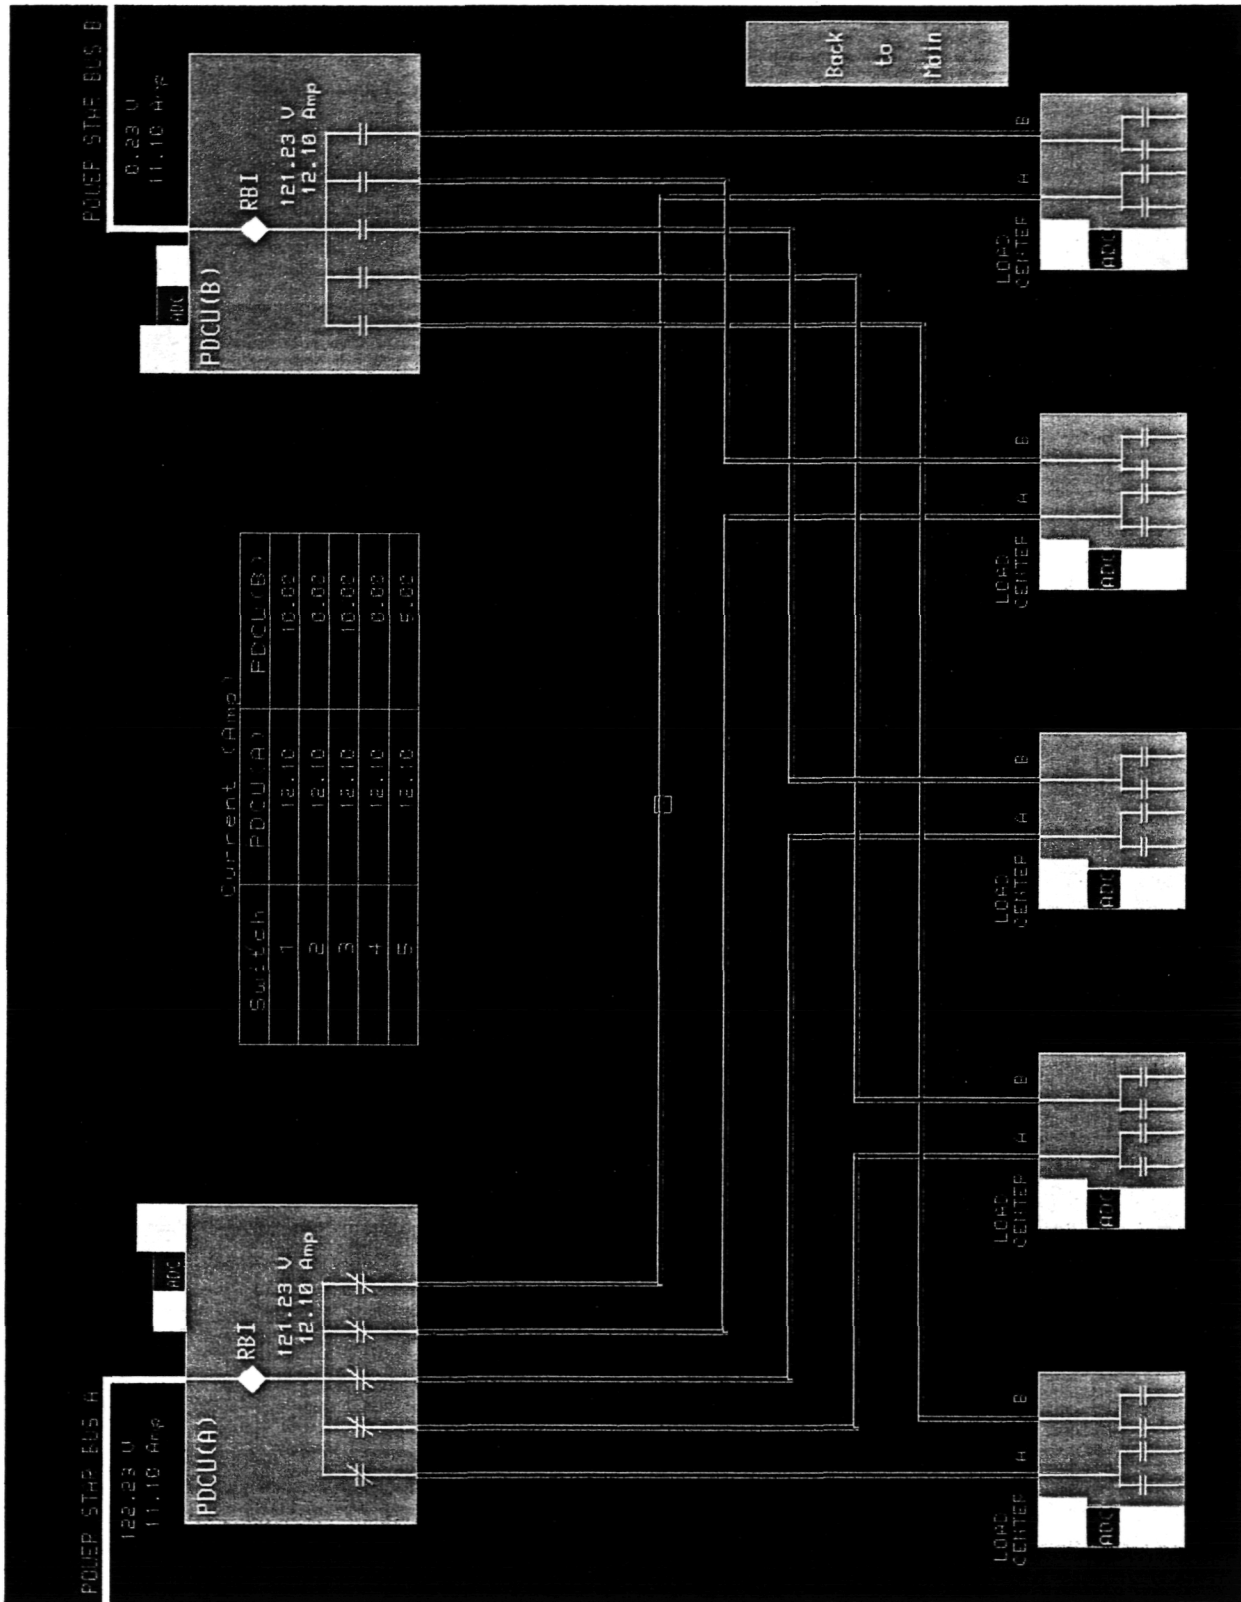 POWER STAR BUS A
122.23 V
11.10 Amp
POWER STAR BUS B
0.23 V
11.10 Amp
ADC
PDCU(A)
RBI
121.23 V
12.10 Amp
ADC
PDCU(B)
RBI
121.23 V
12.10 Amp
Current (Amp)
Switch PDCU(A) PDCU(B)
1 12.10 10.00
2 12.10 0.00
3 12.10 10.00
4 12.10 0.00
5 12.10 5.00
Back
to
Main
LOAD
CENTER
A B
ADC
LOAD
CENTER
A B
ADC
LOAD
CENTER
A B
ADC
LOAD
CENTER
A B
ADC
LOAD
CENTER
A B
ADC